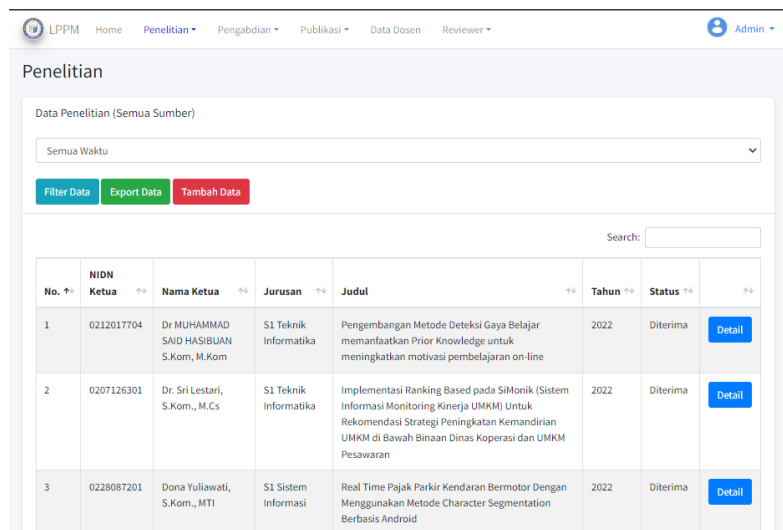 LPPM Home Penelitian Pengabdian Publikasi Data Dosen Reviewer Admin
Penelitian
Data Penelitian (Semua Sumber)
Semua Waktu
Filter Data Export Data Tambah Data
Search:
No. NIDN Ketua Nama Ketua Jurusan Judul Tahun Status
1 0212017704 Dr MUHAMMAD S1 Teknik Pengembangan Metode Deteksi Gaya Belajar 2022 Diterima Detail
SAID HASIBUAN Informatika memanfaatkan Prior Knowledge untuk
S.Kom, M.Kom meningkatkan motivasi pembelajaran on-line
2 0207126301 Dr. Sri Lestari, S1 Teknik Implementasi Ranking Based pada SiMonik (Sistem 2022 Diterima Detail
S.Kom., M.Cs Informatika Informasi Monitoring Kinerja UMKM) Untuk
Rekomendasi Strategi Peningkatan Kemandirian
UMKM di Bawah Binaan Dinas Koperasi dan UMKM
Pesawaran
3 0228087201 Dona Yuliawati, S1 Sistem Real Time Pajak Parkir Kendaran Bermotor Dengan 2022 Diterima Detail
S.Kom., MTI Informasi Menggunakan Metode Character Segmentation
Berbasis Android